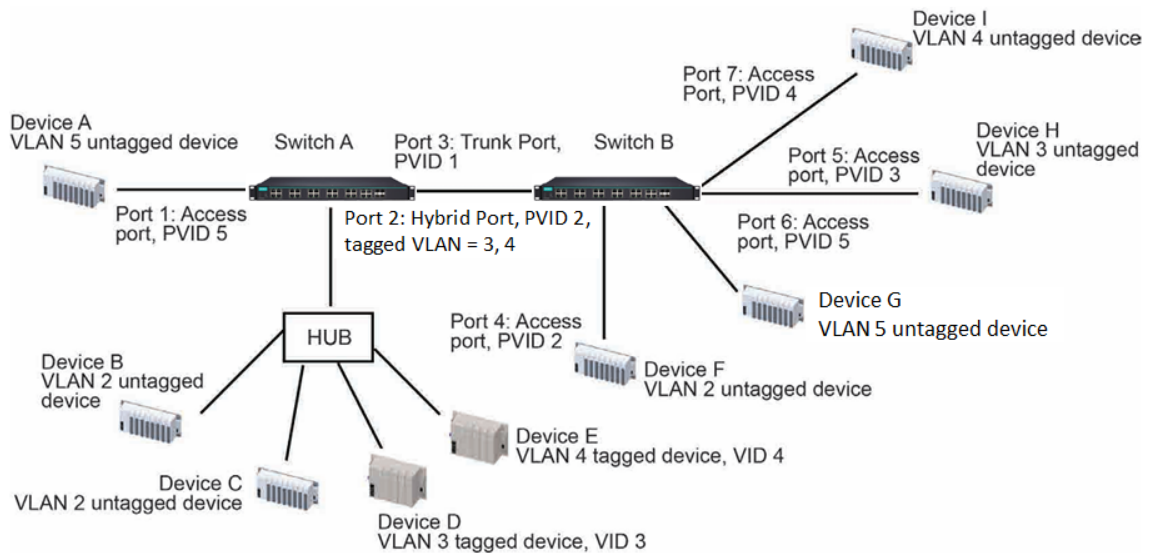 Device I
VLAN 4 untagged device
Port 7: Access
Port, PVID 4
Device A
VLAN 5 untagged device
Switch A
Port 3: Trunk Port,
PVID 1
Switch B
Device H
VLAN 3 untagged
device
Port 5: Access
port, PVID 3
Port 1: Access
port, PVID 5
Port 2: Hybrid Port, PVID 2,
tagged VLAN = 3, 4
Port 6: Access
port, PVID 5
Device G
VLAN 5 untagged device
HUB
Port 4: Access
port, PVID 2
Device B
VLAN 2 untagged
device
Device F
VLAN 2 untagged device
Device E
VLAN 4 tagged device, VID 4
Device C
VLAN 2 untagged device
Device D
VLAN 3 tagged device, VID 3